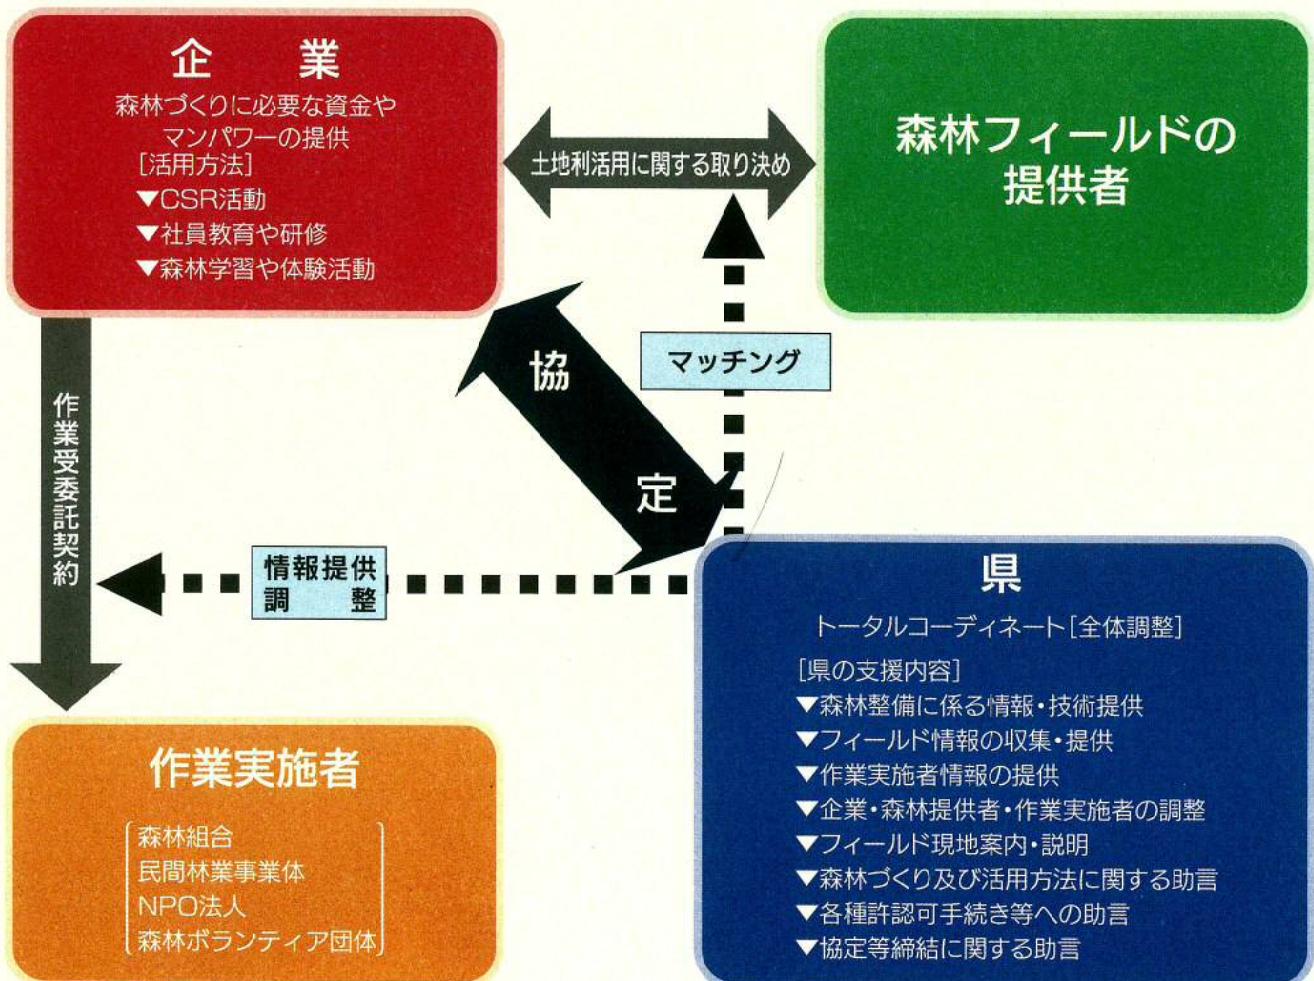 企　業
森林づくりに必要な資金や
マンパワーの提供
[活用方法]
▼CSR活動
▼社員教育や研修
▼森林学習や体験活動
土地利活用に関する取り決め
森林フィールドの
提供者
協
定
マッチング
作業受委託契約
情報提供
調　整
作業実施者
森林組合
民間林業事業体
NPO法人
森林ボランティア団体
県
トータルコーディネート[全体調整]
[県の支援内容]
▼森林整備に係る情報・技術提供
▼フィールド情報の収集・提供
▼作業実施者情報の提供
▼企業・森林提供者・作業実施者の調整
▼フィールド現地案内・説明
▼森林づくり及び活用方法に関する助言
▼各種許認可手続き等への助言
▼協定等締結に関する助言